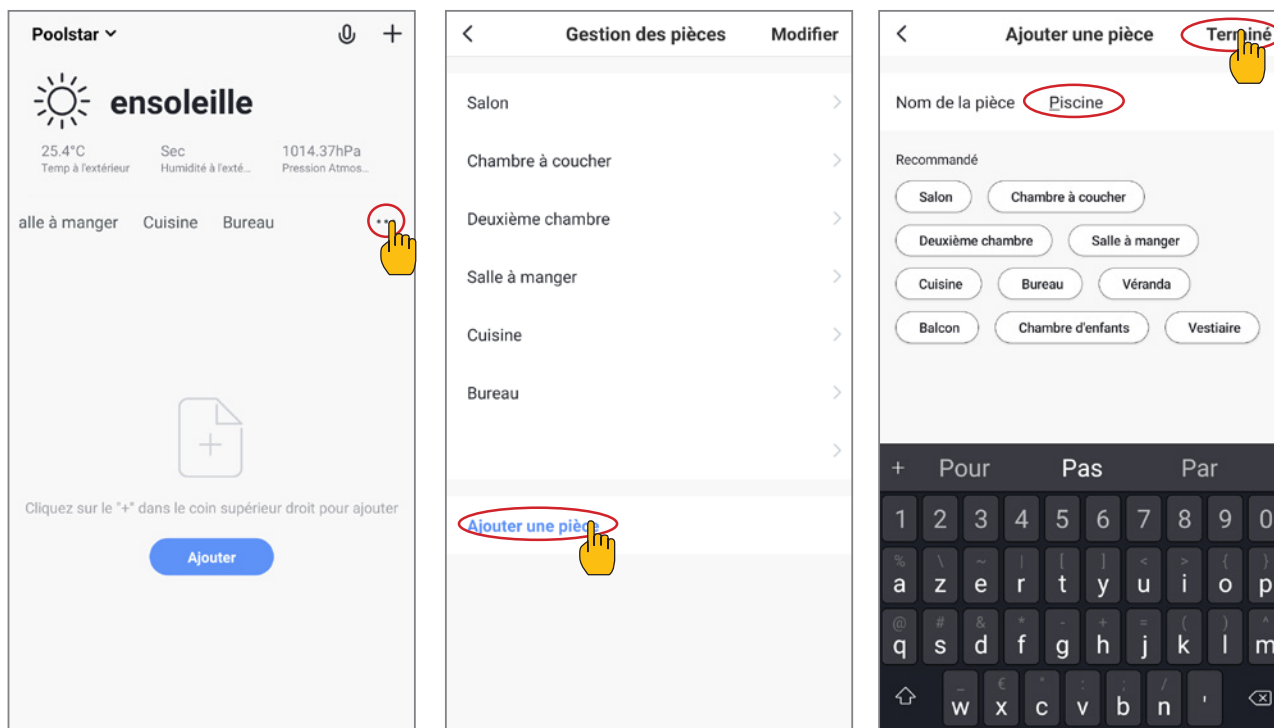 Poolstar
ensoleille
25.4°C Sec 1014.37hPa
Temp à l'extérieur Humidité à l'exté... Pression Atmos...
alle à manger Cuisine Bureau ...
Cliquez sur le "+" dans le coin supérieur droit pour ajouter
Ajouter
Gestion des pièces Modifier
Salon
Chambre à coucher
Deuxième chambre
Salle à manger
Cuisine
Bureau
Ajouter une pièce
Ajouter une pièce Terminé
Nom de la pièce Piscine
Recommandé
Salon Chambre à coucher
Deuxième chambre Salle à manger
Cuisine Bureau Véranda
Balcon Chambre d'enfants Vestiaire
+ Pour Pas Par
1 2 3 4 5 6 7 8 9 0
% \ ~ | [ ] < > { }
a z e r t y u i o p
@ # & * - + = ( ) ^
q s d f g h j k l m
_ € " : ; /
w x c v b n '